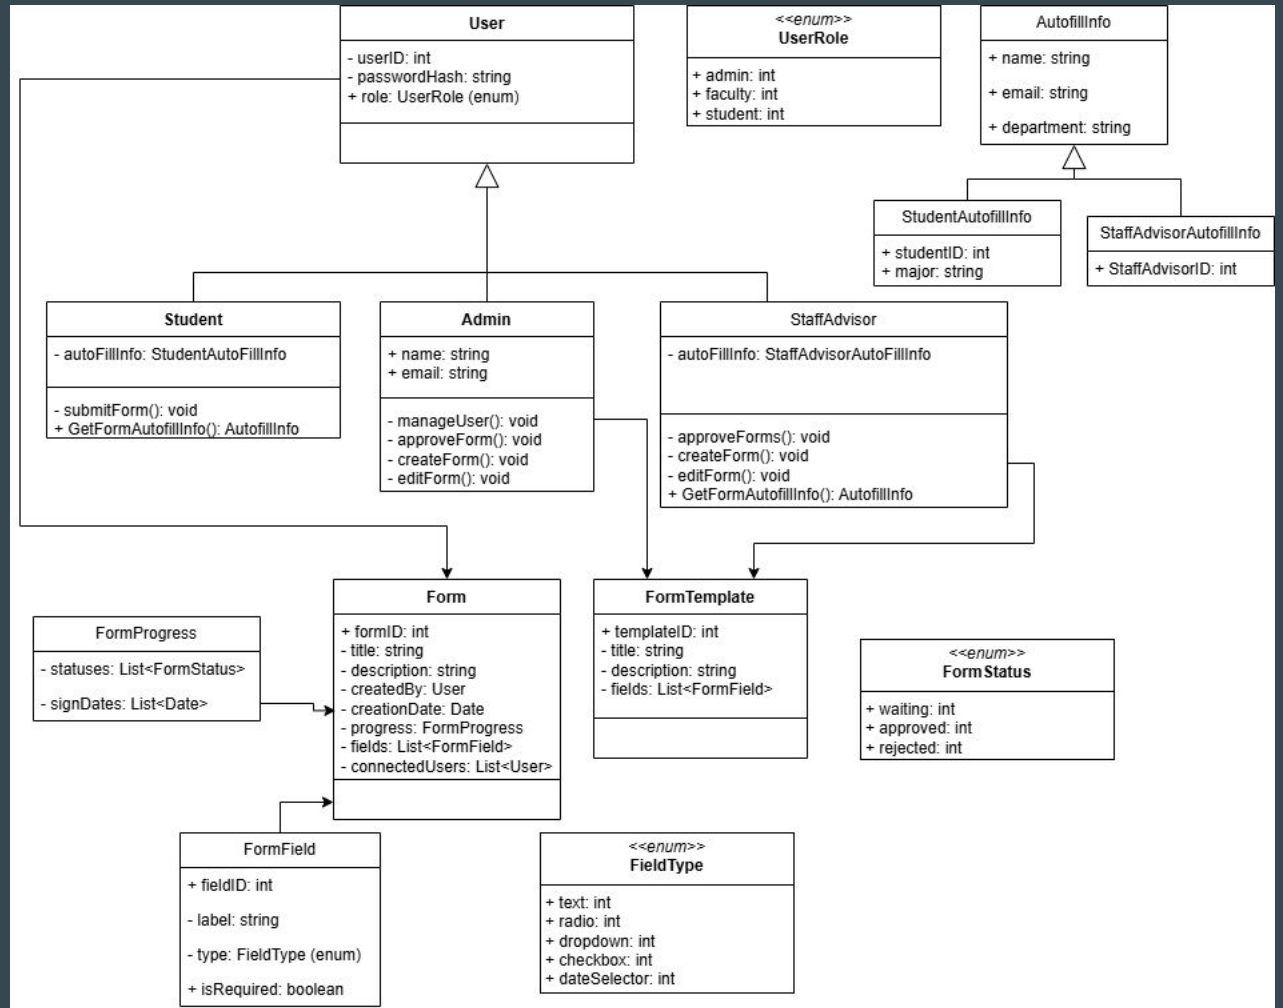 User
- userID: int
- passwordHash: string
+ role: UserRole (enum)
<<enum>>
UserRole
+ admin: int
+ faculty: int
+ student: int
AutofillInfo
+ name: string
+ email: string
+ department: string
StudentAutofillInfo
+ studentID: int
+ major: string
StaffAdvisorAutofillInfo
+ StaffAdvisorID: int
Student
- autoFillInfo: StudentAutoFillInfo
- submitForm(): void
+ GetFormAutofillInfo(): AutofillInfo
Admin
+ name: string
+ email: string
- manageUser(): void
- approveForm(): void
- createForm(): void
- editForm(): void
StaffAdvisor
- autoFillInfo: StaffAdvisorAutoFillInfo
- approveForms(): void
- createForm(): void
- editForm(): void
+ GetFormAutofillInfo(): AutofillInfo
FormProgress
- statuses: List<FormStatus>
- signDates: List<Date>
Form
+ formID: int
- title: string
- description: string
- createdBy: User
- creationDate: Date
- progress: FormProgress
- fields: List<FormField>
- connectedUsers: List<User>
FormTemplate
+ templateID: int
- title: string
- description: string
- fields: List<FormField>
<<enum>>
FormStatus
+ waiting: int
+ approved: int
+ rejected: int
FormField
+ fieldID: int
- label: string
- type: FieldType (enum)
+ isRequired: boolean
<<enum>>
FieldType
+ text: int
+ radio: int
+ dropdown: int
+ checkbox: int
+ dateSelector: int